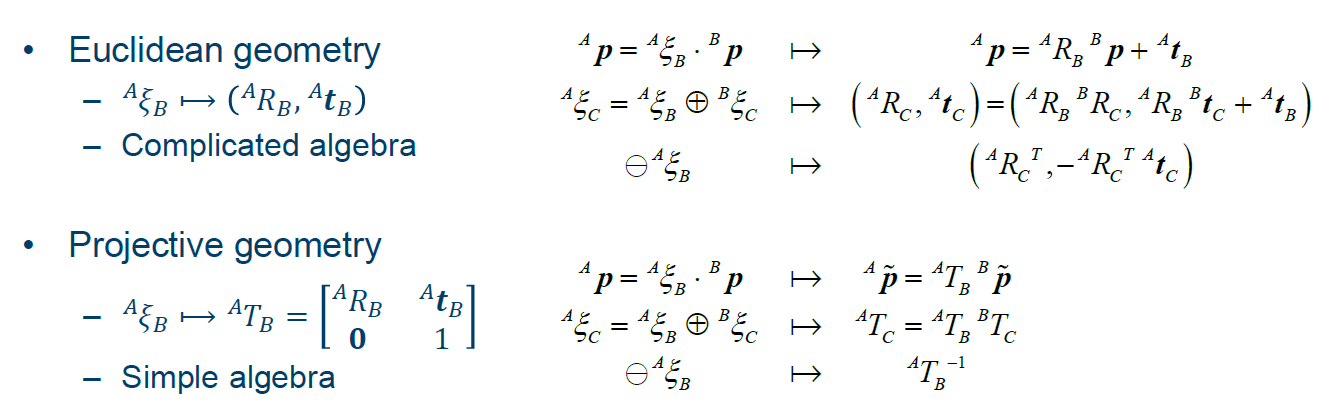 • Euclidean geometry
– ᴬξ_B ↦ (ᴬR_B, ᴬt_B)
– Complicated algebra
ᴬp = ᴬξ_B · ᴮp ↦ ᴬp = ᴬR_B ᴮp + ᴬt_B
ᴬξ_C = ᴬξ_B ⊕ ᴮξ_C ↦ (ᴬR_C, ᴬt_C) = (ᴬR_B ᴮR_C, ᴬR_B ᴮt_C + ᴬt_B)
⊖ ᴬξ_B ↦ (ᴬR_C^T, −ᴬR_C^T ᴬt_C)
• Projective geometry
– ᴬξ_B ↦ ᴬT_B = [ᴬR_B ᴬt_B
0 1]
– Simple algebra
ᴬp = ᴬξ_B · ᴮp ↦ ᴬp̃ = ᴬT_B ᴮp̃
ᴬξ_C = ᴬξ_B ⊕ ᴮξ_C ↦ ᴬT_C = ᴬT_B ᴮT_C
⊖ ᴬξ_B ↦ ᴬT_B⁻¹